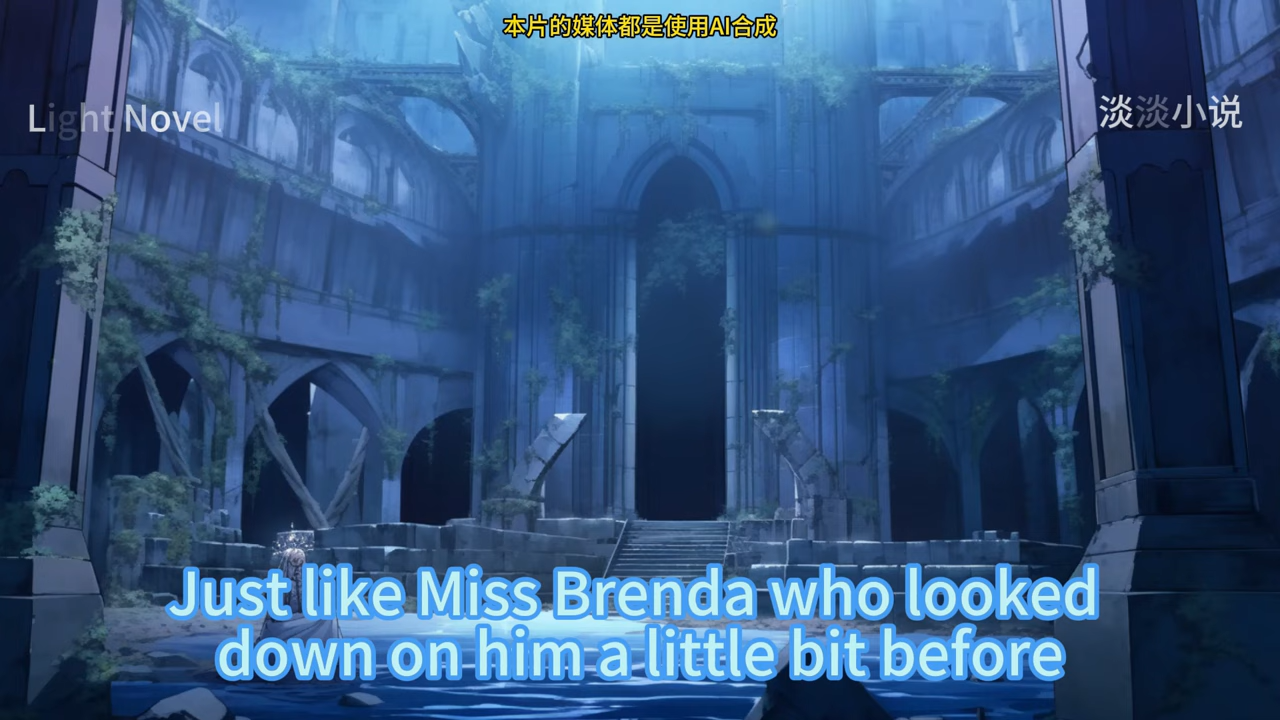 本片的媒体都是使用AI合成
Light Novel
淡淡小说
Just like Miss Brenda who looked
down on him a little bit before